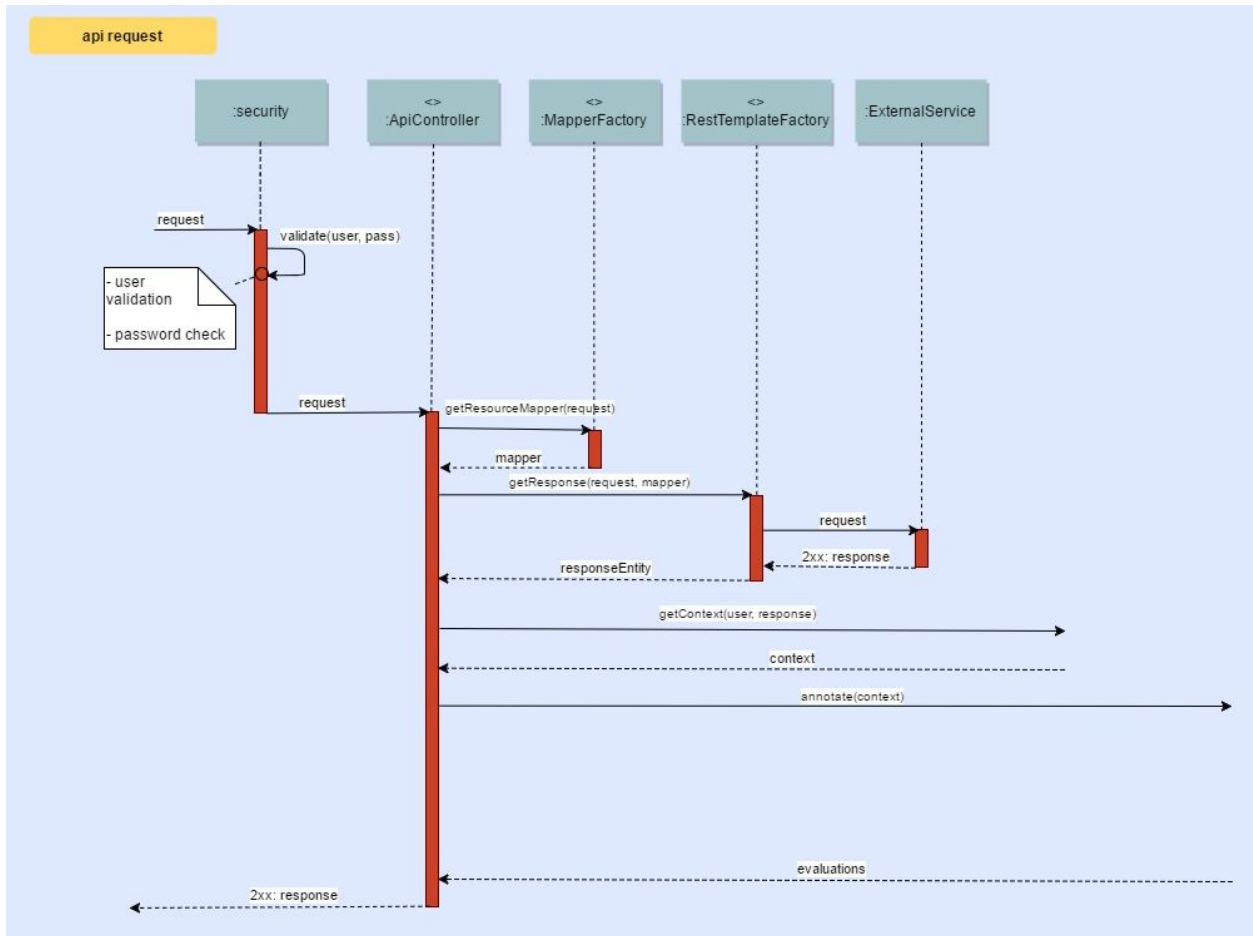 api request
:security
<>
:ApiController
<>
:MapperFactory
<>
:RestTemplateFactory
:ExternalService
request
validate(user, pass)
- user
validation
- password check
request
getResourceMapper(request)
mapper
getResponse(request, mapper)
request
2xx: response
responseEntity
getContext(user, response)
context
annotate(context)
evaluations
2xx: response